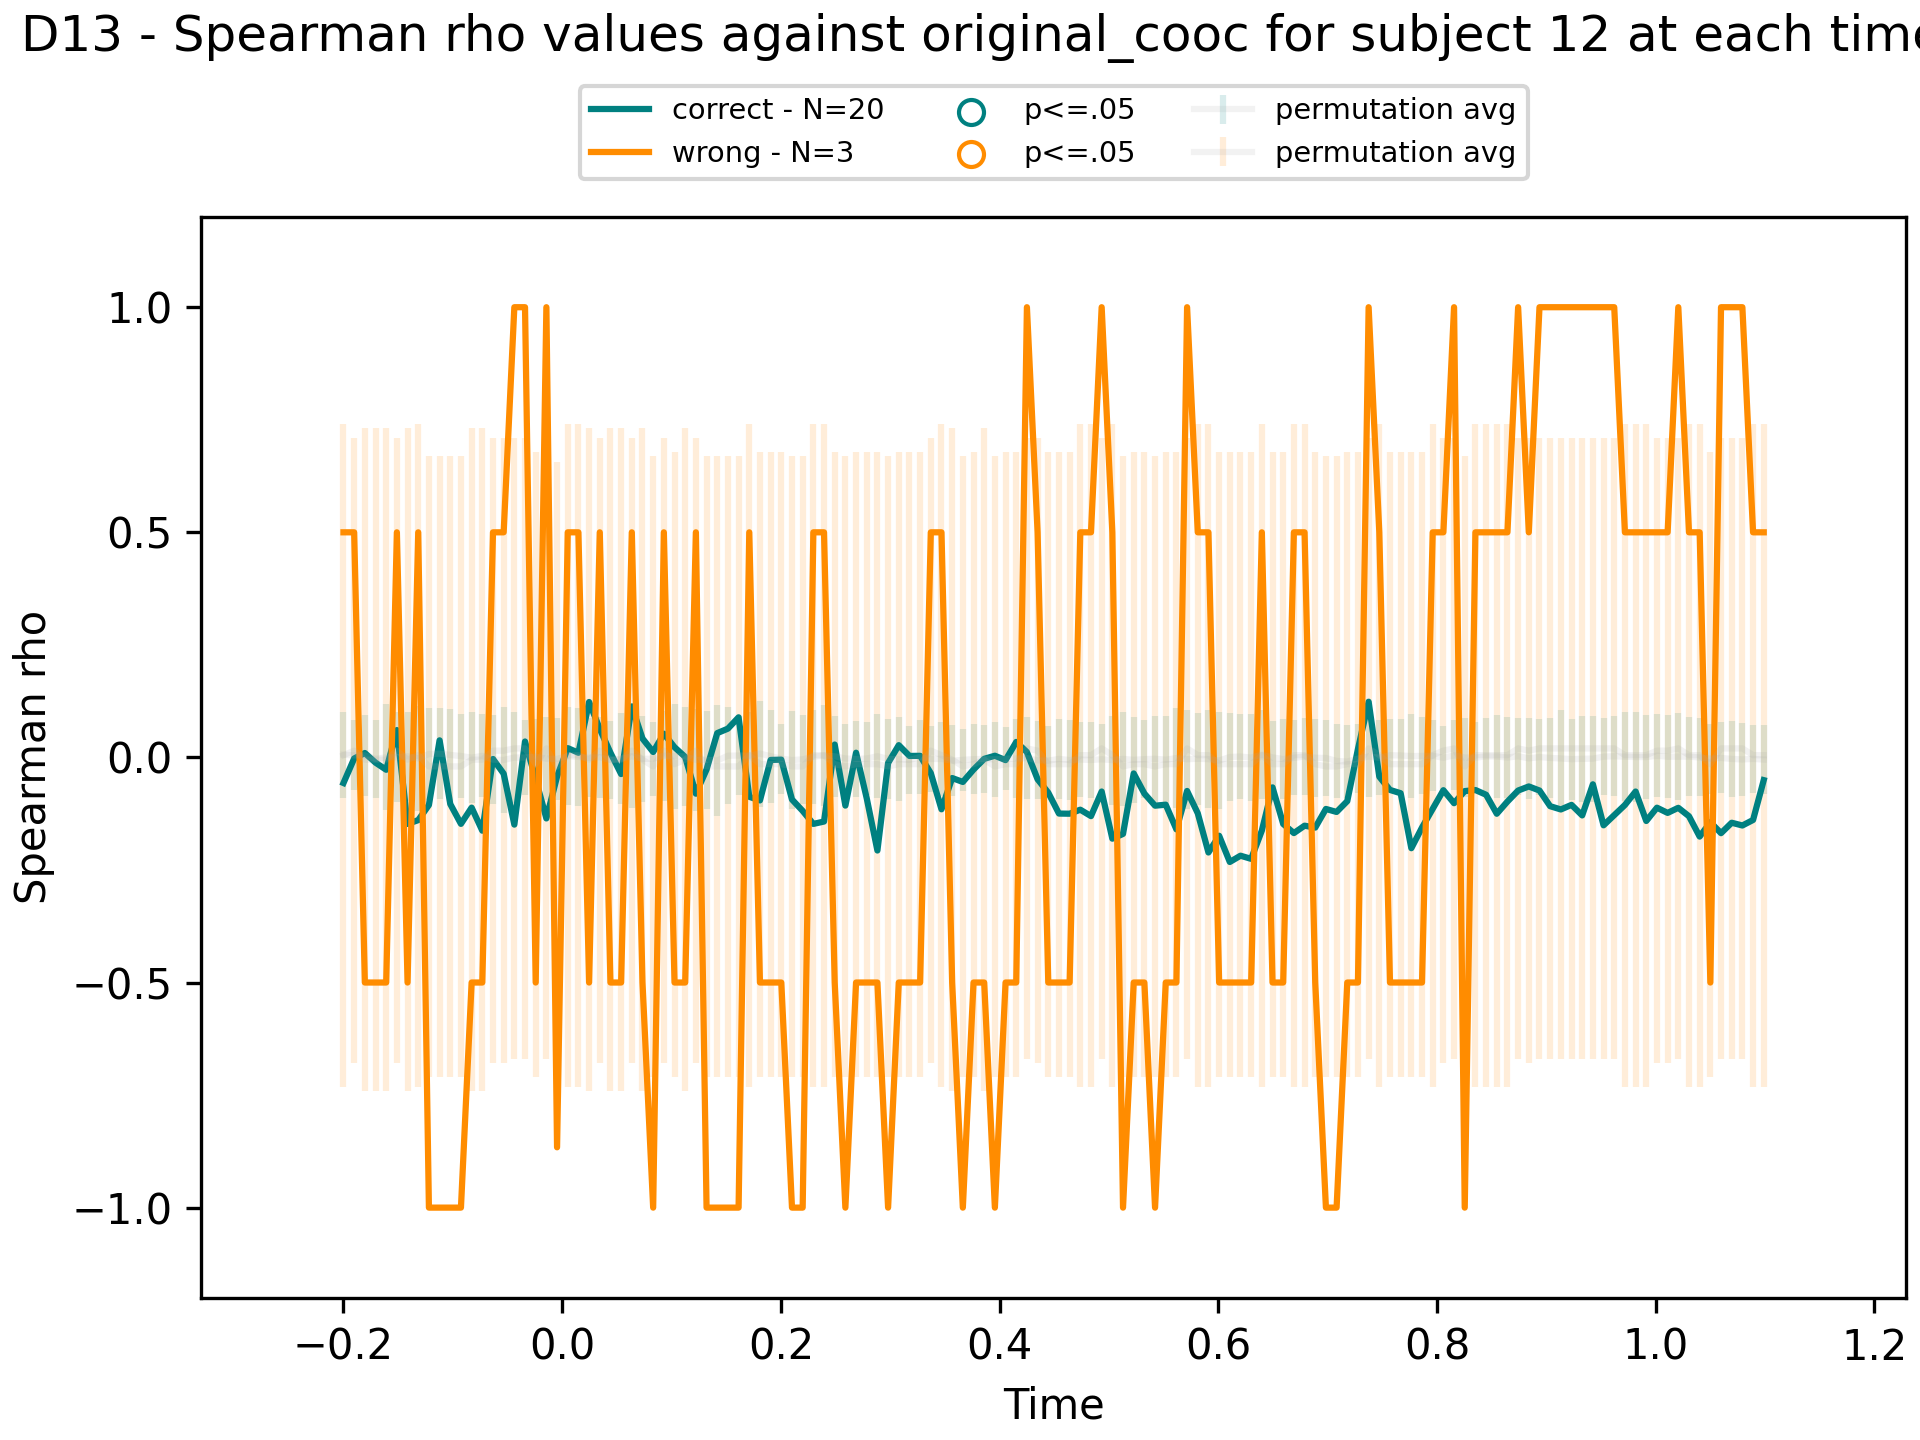 D13 - Spearman rho values against original_cooc for subject 12 at each time
correct - N=20 p<=.05 permutation avg
wrong - N=3 p<=.05 permutation avg
1.0
0.5
0.0
−0.5
−1.0
Spearman rho
−0.2 0.0 0.2 0.4 0.6 0.8 1.0 1.2
Time